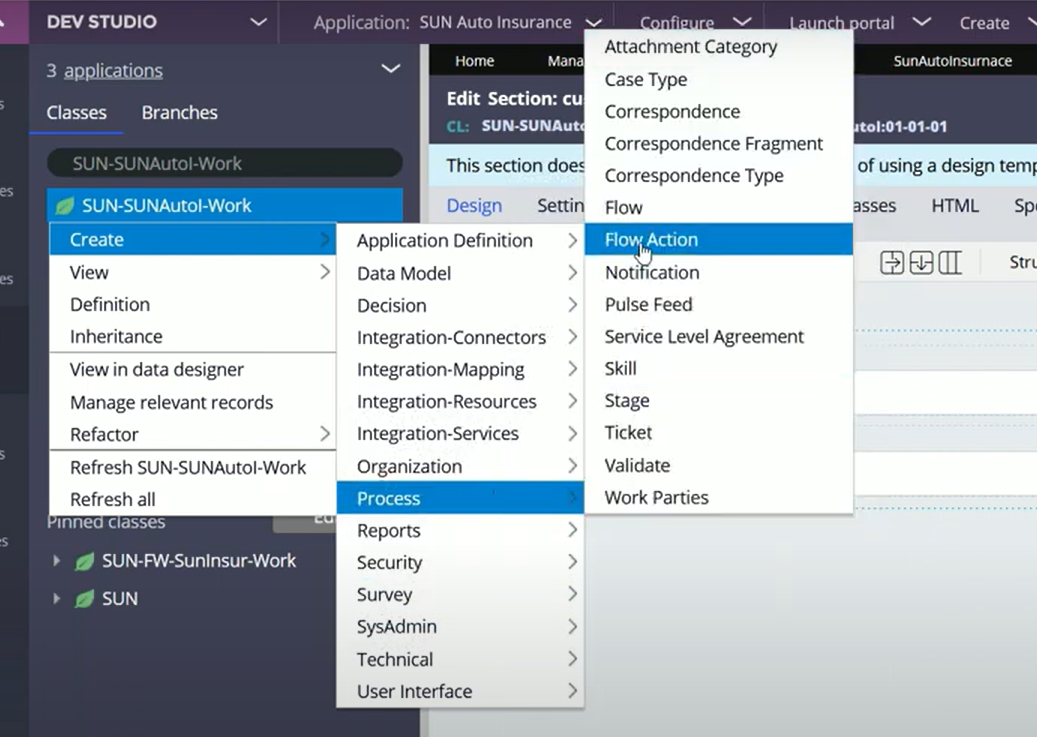 DEV STUDIO
Application: SUN Auto Insurance
Configure
Launch portal
Create
3 applications
Classes
Branches
SUN-SUNAutoI-Work
SUN-SUNAutoI-Work
Create
View
Definition
Inheritance
View in data designer
Manage relevant records
Refactor
Refresh SUN-SUNAutoI-Work
Refresh all
Pinned classes
SUN-FW-SunInsur-Work
SUN
Application Definition
Data Model
Decision
Integration-Connectors
Integration-Mapping
Integration-Resources
Integration-Services
Organization
Process
Reports
Security
Survey
SysAdmin
Technical
User Interface
Attachment Category
Case Type
Correspondence
Correspondence Fragment
Correspondence Type
Flow
Flow Action
Notification
Pulse Feed
Service Level Agreement
Skill
Stage
Ticket
Validate
Work Parties
Home
Mana
SunAutoInsurnace
Edit Section: cu
CL: SUN-SUNAuto
utoI:01-01-01
This section does
of using a design temp
Design
Settin
asses
HTML
Sp
Stru